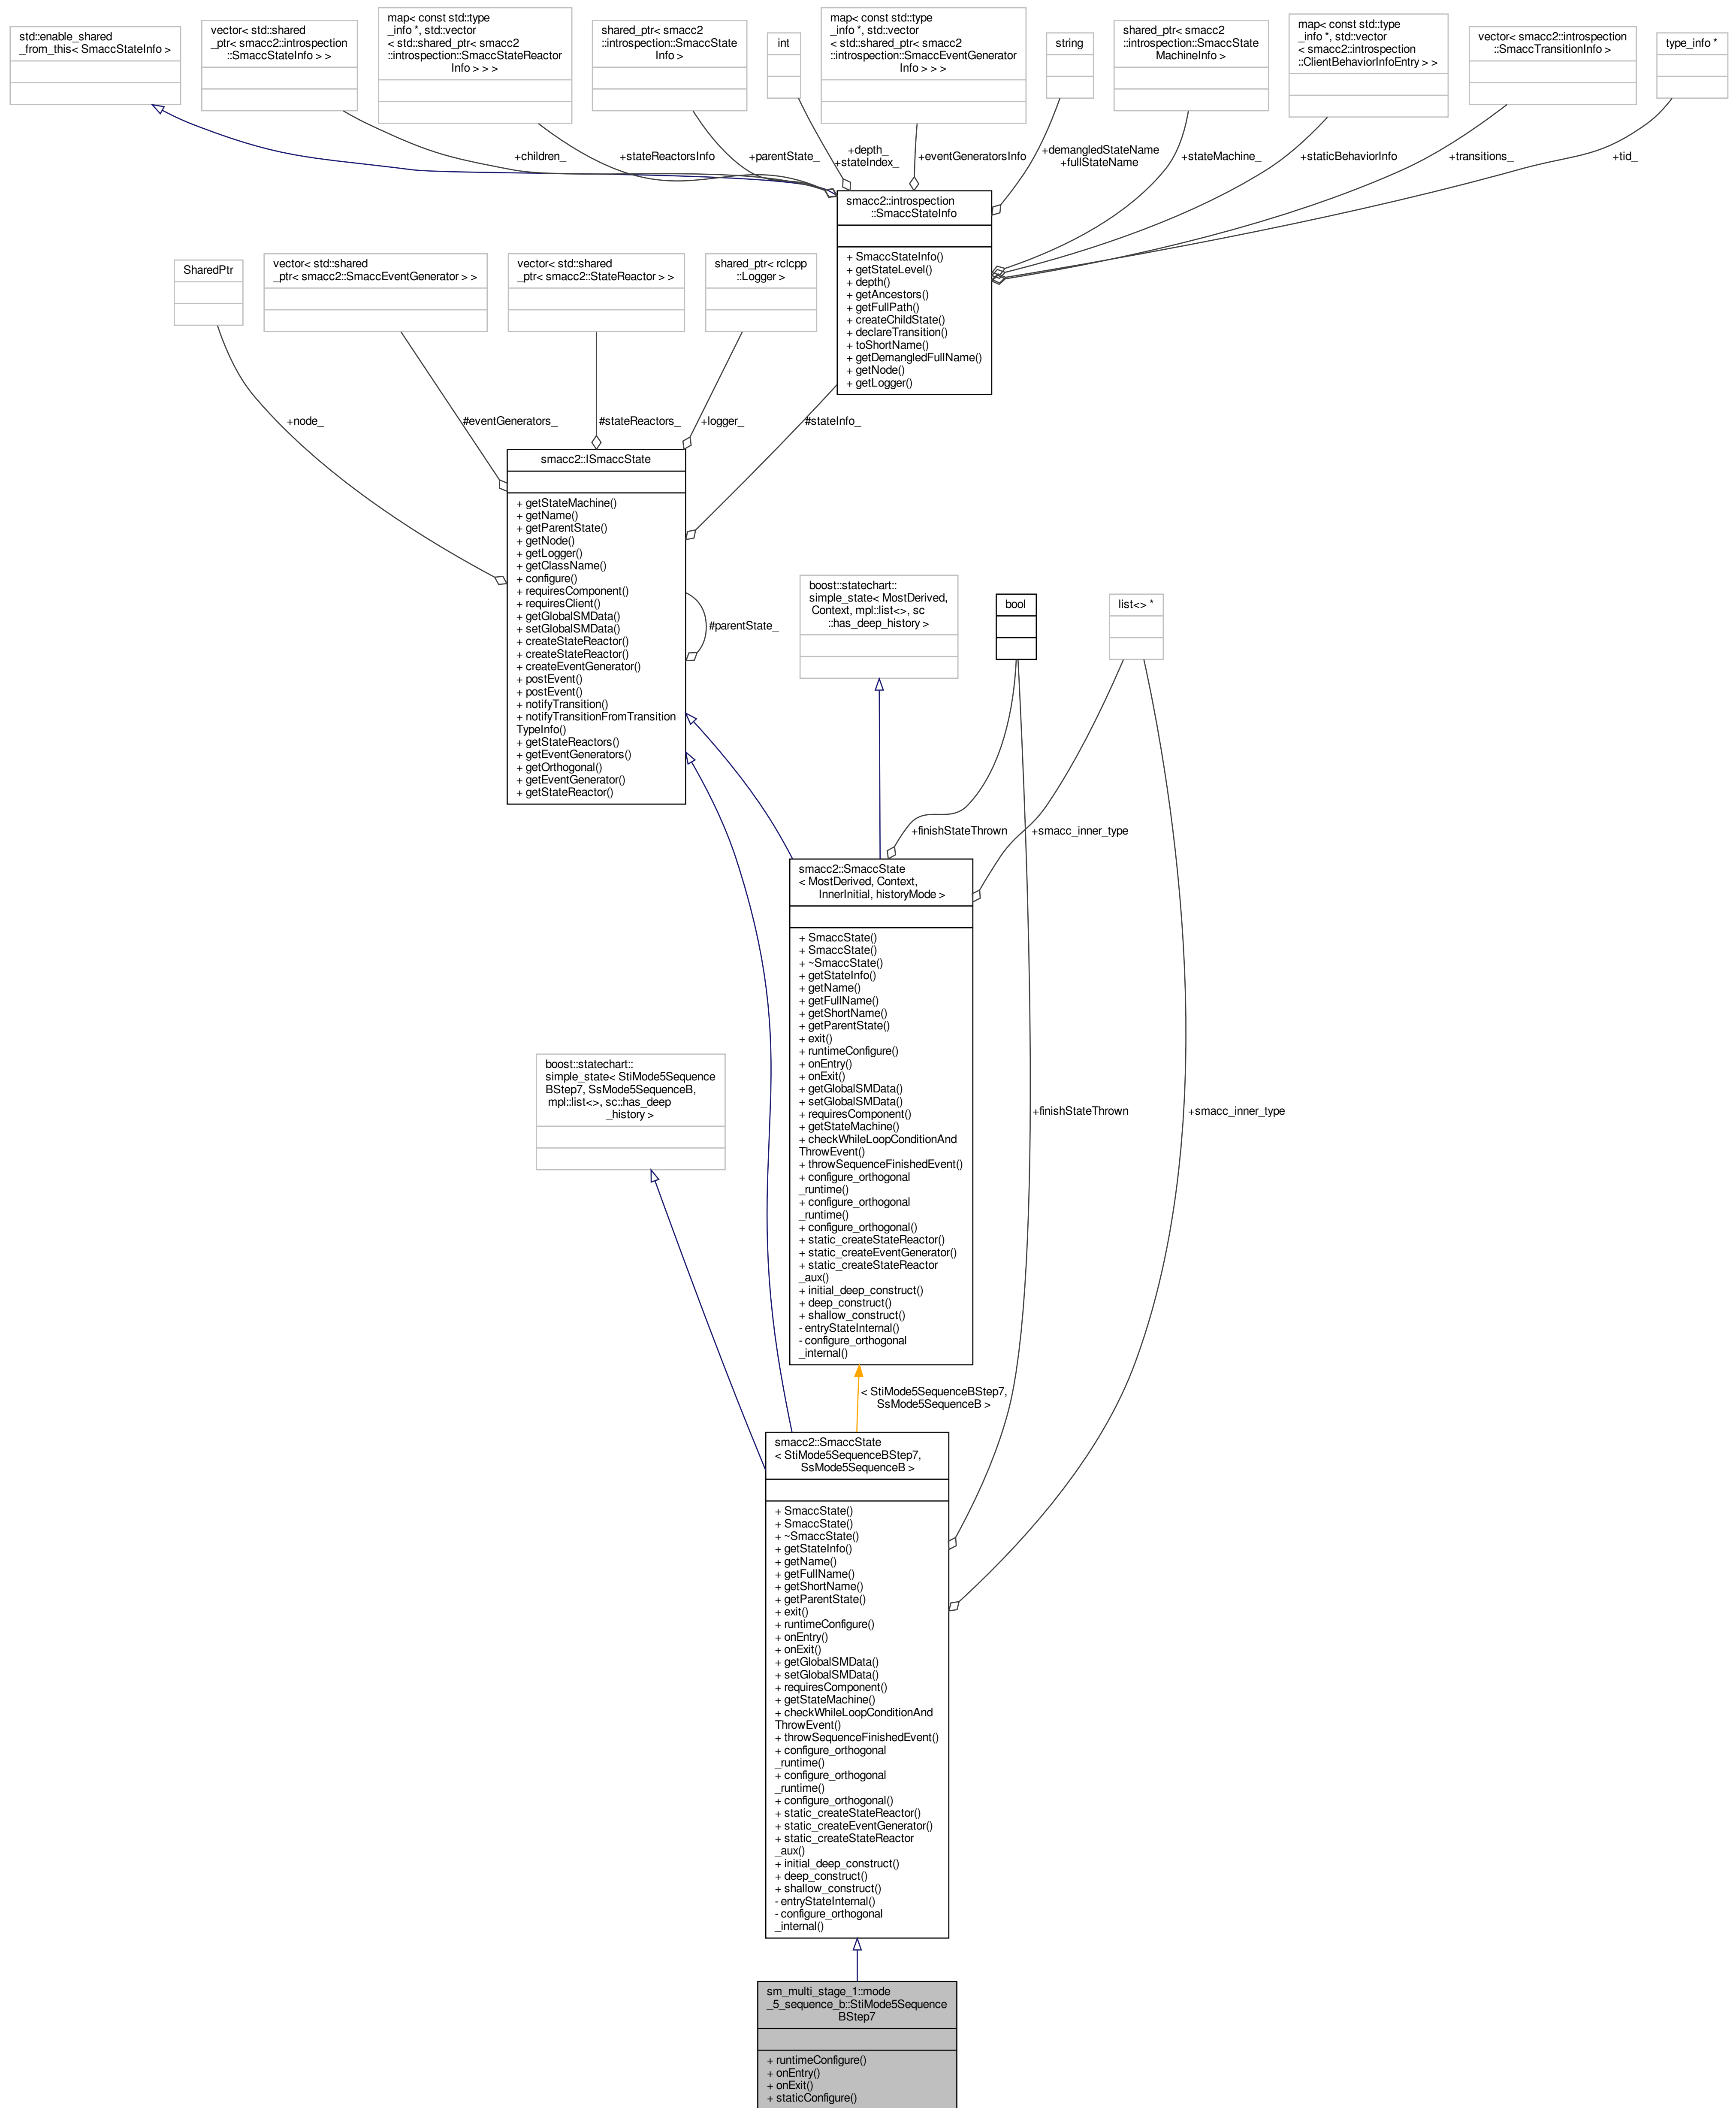 std::enable_shared
_from_this< SmaccStateInfo >
vector< std::shared
_ptr< smacc2::introspection
::SmaccStateInfo > >
map< const std::type
_info *, std::vector
< std::shared_ptr< smacc2
::introspection::SmaccStateReactor
Info > > >
shared_ptr< smacc2
::introspection::SmaccState
Info >
int
map< const std::type
_info *, std::vector
< std::shared_ptr< smacc2
::introspection::SmaccEventGenerator
Info > > >
string
shared_ptr< smacc2
::introspection::SmaccState
MachineInfo >
map< const std::type
_info *, std::vector
< smacc2::introspection
::ClientBehaviorInfoEntry > >
vector< smacc2::introspection
::SmaccTransitionInfo >
type_info *
+children_
+stateReactorsInfo
+parentState_
+depth_
+stateIndex_
+eventGeneratorsInfo
+demangledStateName
+fullStateName
+stateMachine_
+staticBehaviorInfo
+transitions_
+tid_
smacc2::introspection
::SmaccStateInfo
+ SmaccStateInfo()
+ getStateLevel()
+ depth()
+ getAncestors()
+ getFullPath()
+ createChildState()
+ declareTransition()
+ toShortName()
+ getDemangledFullName()
+ getNode()
+ getLogger()
SharedPtr
vector< std::shared
_ptr< smacc2::SmaccEventGenerator > >
vector< std::shared
_ptr< smacc2::StateReactor > >
shared_ptr< rclcpp
::Logger >
+node_
#eventGenerators_
#stateReactors_
+logger_
#stateInfo_
smacc2::ISmaccState
+ getStateMachine()
+ getName()
+ getParentState()
+ getNode()
+ getLogger()
+ getClassName()
+ configure()
+ requiresComponent()
+ requiresClient()
+ getGlobalSMData()
+ setGlobalSMData()
+ createStateReactor()
+ createStateReactor()
+ createEventGenerator()
+ postEvent()
+ postEvent()
+ notifyTransition()
+ notifyTransitionFromTransition
TypeInfo()
+ getStateReactors()
+ getEventGenerators()
+ getOrthogonal()
+ getEventGenerator()
+ getStateReactor()
#parentState_
boost::statechart::
simple_state< MostDerived,
Context, mpl::list<>, sc
::has_deep_history >
bool
list<> *
+finishStateThrown
+smacc_inner_type
smacc2::SmaccState
< MostDerived, Context,
InnerInitial, historyMode >
+ SmaccState()
+ SmaccState()
+ ~SmaccState()
+ getStateInfo()
+ getName()
+ getFullName()
+ getShortName()
+ getParentState()
+ exit()
+ runtimeConfigure()
+ onEntry()
+ onExit()
+ getGlobalSMData()
+ setGlobalSMData()
+ requiresComponent()
+ getStateMachine()
+ checkWhileLoopConditionAnd
ThrowEvent()
+ throwSequenceFinishedEvent()
+ configure_orthogonal
_runtime()
+ configure_orthogonal
_runtime()
+ configure_orthogonal()
+ static_createStateReactor()
+ static_createEventGenerator()
+ static_createStateReactor
_aux()
+ initial_deep_construct()
+ deep_construct()
+ shallow_construct()
- entryStateInternal()
- configure_orthogonal
_internal()
boost::statechart::
simple_state< StiMode5Sequence
BStep7, SsMode5SequenceB,
mpl::list<>, sc::has_deep
_history >
+finishStateThrown
+smacc_inner_type
< StiMode5SequenceBStep7,
SsMode5SequenceB >
smacc2::SmaccState
< StiMode5SequenceBStep7,
SsMode5SequenceB >
+ SmaccState()
+ SmaccState()
+ ~SmaccState()
+ getStateInfo()
+ getName()
+ getFullName()
+ getShortName()
+ getParentState()
+ exit()
+ runtimeConfigure()
+ onEntry()
+ onExit()
+ getGlobalSMData()
+ setGlobalSMData()
+ requiresComponent()
+ getStateMachine()
+ checkWhileLoopConditionAnd
ThrowEvent()
+ throwSequenceFinishedEvent()
+ configure_orthogonal
_runtime()
+ configure_orthogonal
_runtime()
+ configure_orthogonal()
+ static_createStateReactor()
+ static_createEventGenerator()
+ static_createStateReactor
_aux()
+ initial_deep_construct()
+ deep_construct()
+ shallow_construct()
- entryStateInternal()
- configure_orthogonal
_internal()
sm_multi_stage_1::mode
_5_sequence_b::StiMode5Sequence
BStep7
+ runtimeConfigure()
+ onEntry()
+ onExit()
+ staticConfigure()